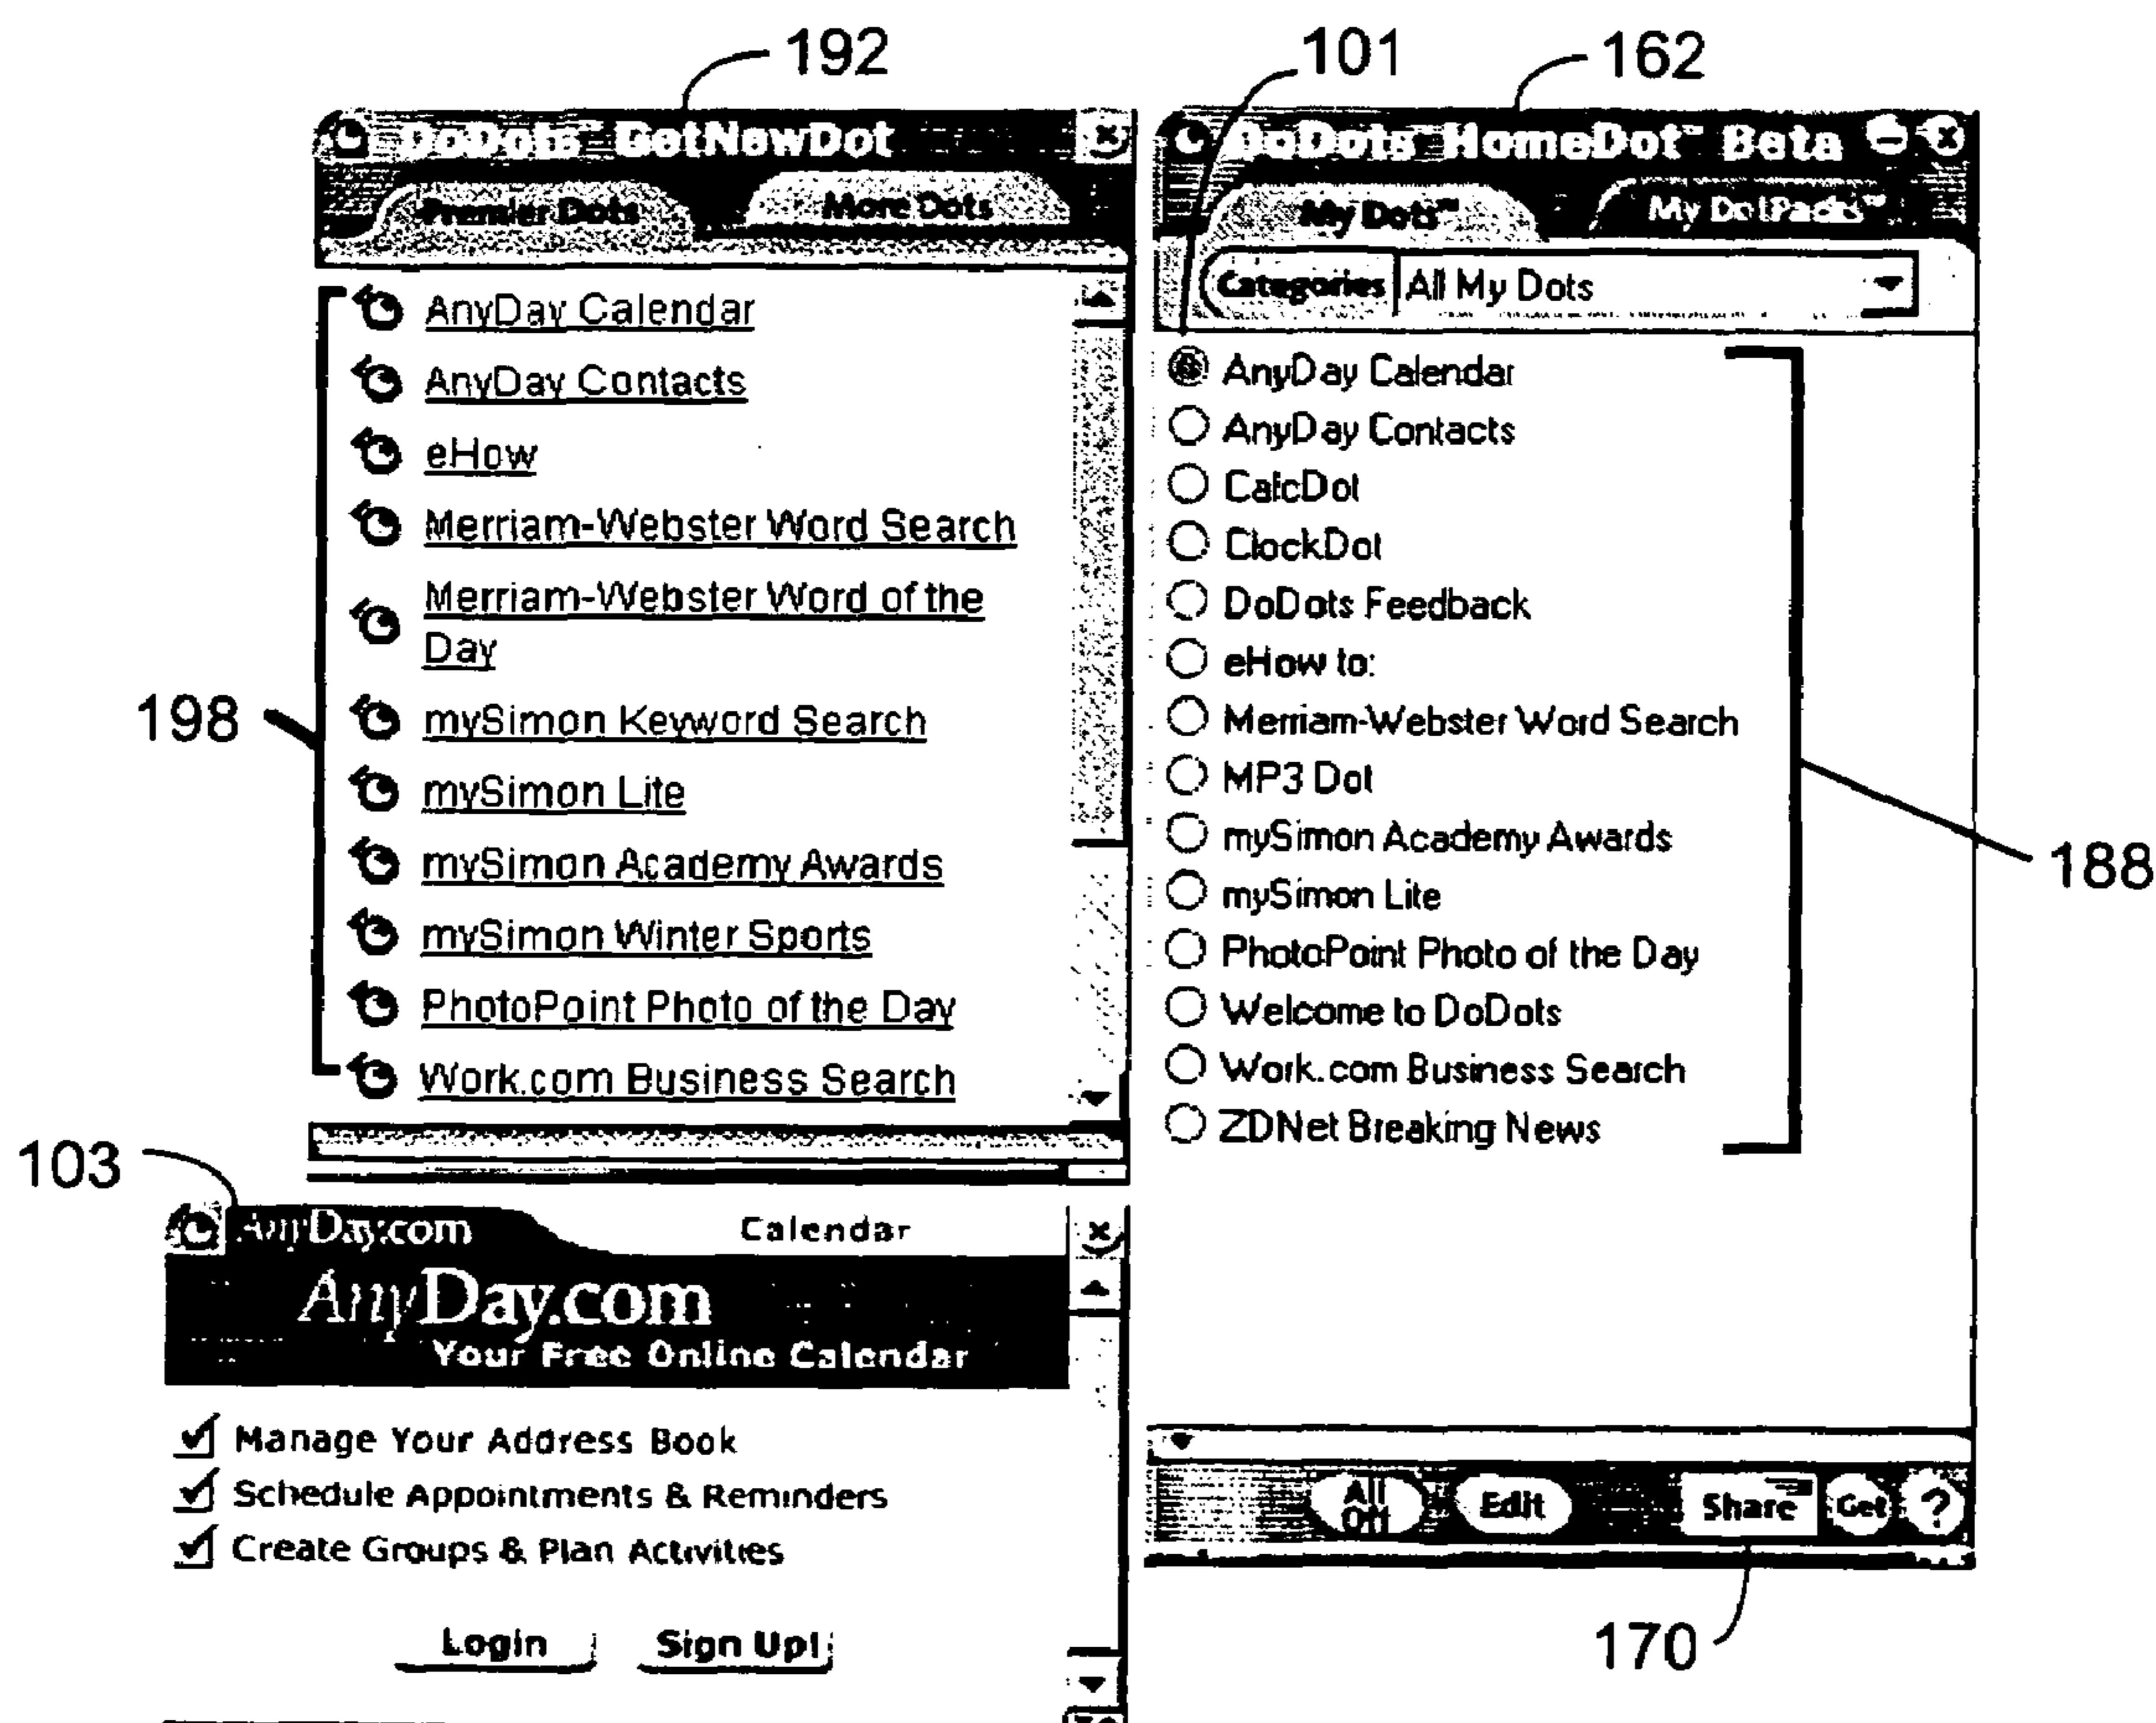 192
101
162
DoDots™ GetNewDot
Premier Dots
More Dots
AnyDay Calendar
AnyDay Contacts
eHow
Merriam-Webster Word Search
Merriam-Webster Word of the
Day
mySimon Keyword Search
mySimon Lite
mySimon Academy Awards
mySimon Winter Sports
PhotoPoint Photo of the Day
Work.com Business Search
198
DoDots™ HomeDot™ Beta
My Dots™
My DotPacks™
Categories
All My Dots
AnyDay Calendar
AnyDay Contacts
CalcDot
ClockDot
DoDots Feedback
eHow to:
Merriam-Webster Word Search
MP3 Dot
mySimon Academy Awards
mySimon Lite
PhotoPoint Photo of the Day
Welcome to DoDots
Work.com Business Search
ZDNet Breaking News
188
All
Off
Edit
Share
Get
?
170
103
AnyDay.com
Calendar
AnyDay.com
Your Free Online Calendar
Manage Your Address Book
Schedule Appointments & Reminders
Create Groups & Plan Activities
Login
Sign Up!